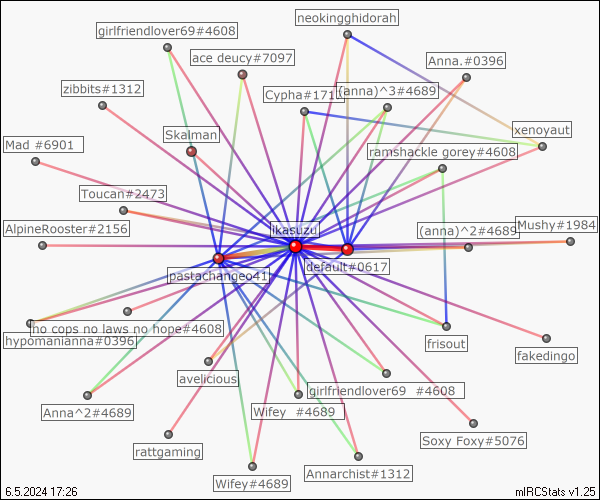 neokingghidorah
girlfriendlover69#4608
ace deucy#7097
Anna.#0396
zibbits#1312
Cypha#171
(anna)^3#4689
xenoyaut
Skalman
Mad #6901
ramshackle gorey#4608
Toucan#2473
AlpineRooster#2156
ikasuzu
(anna)^2#4689
Mushy#1984
pastachangeo41
default#0617
no cops no laws no hope#4608
hypomanianna#0396
frisout
fakedingo
avelicious
girlfriendlover69 #4608
Anna^2#4689
Wifey #4689
rattgaming
Soxy Foxy#5076
Wifey#4689
Annarchist#1312
6.5.2024 17:26
mIRCStats v1.25